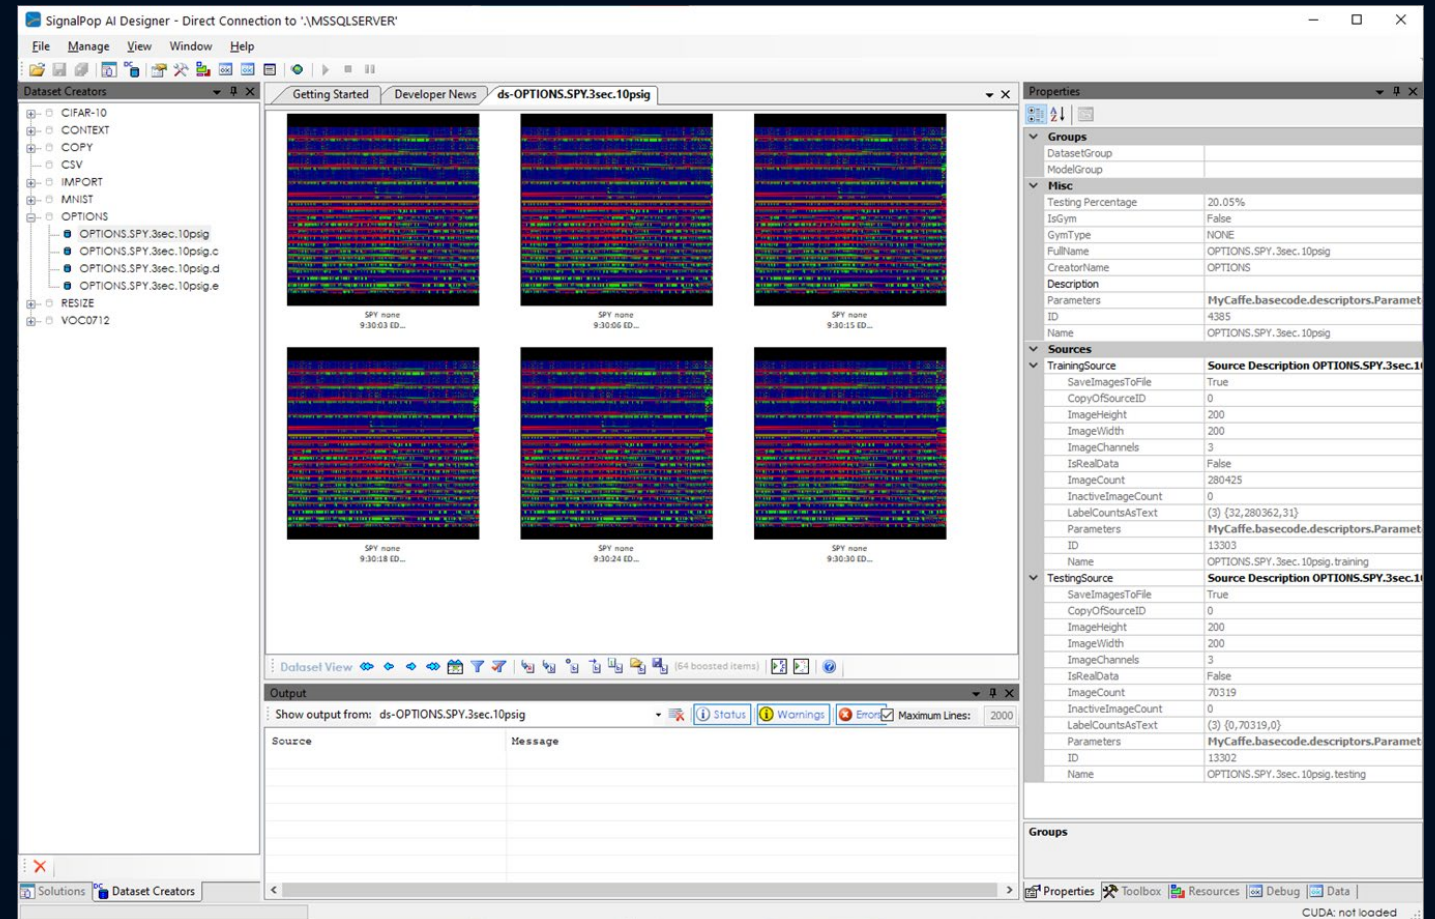 SignalPop AI Designer - Direct Connection to '.\MSSQLSERVER'
File Manage View Window Help
Dataset Creators
CIFAR-10
CONTEXT
COPY
CSV
IMPORT
MNIST
OPTIONS
OPTIONS.SPY.3sec.10psig
OPTIONS.SPY.3sec.10psig.c
OPTIONS.SPY.3sec.10psig.d
OPTIONS.SPY.3sec.10psig.e
RESIZE
VOC0712
Solutions Dataset Creators
Getting Started Developer News ds-OPTIONS.SPY.3sec.10psig
SPY none SPY none SPY none
9:30:03 ED... 9:30:06 ED... 9:30:15 ED...
SPY none SPY none SPY none
9:30:18 ED... 9:30:24 ED... 9:30:30 ED...
Dataset View (64 boosted items)
Output
Show output from: ds-OPTIONS.SPY.3sec.10psig Status Warnings Errors Maximum Lines: 2000
Source Message
Properties
Groups
DatasetGroup
ModelGroup
Misc
Testing Percentage 20.05%
IsGym False
GymType NONE
FullName OPTIONS.SPY.3sec.10psig
CreatorName OPTIONS
Description
Parameters MyCaffe.basecode.descriptors.Paramet
ID 4385
Name OPTIONS.SPY.3sec.10psig
Sources
TrainingSource Source Description OPTIONS.SPY.3sec.1
SaveImagesToFile True
CopyOfSourceID 0
ImageHeight 200
ImageWidth 200
ImageChannels 3
IsRealData False
ImageCount 280425
InactiveImageCount 0
LabelCountsAsText (3) {32,280362,31}
Parameters MyCaffe.basecode.descriptors.Paramet
ID 13303
Name OPTIONS.SPY.3sec.10psig.training
TestingSource Source Description OPTIONS.SPY.3sec.1
SaveImagesToFile True
CopyOfSourceID 0
ImageHeight 200
ImageWidth 200
ImageChannels 3
IsRealData False
ImageCount 70319
InactiveImageCount 0
LabelCountsAsText (3) {0,70319,0}
Parameters MyCaffe.basecode.descriptors.Paramet
ID 13302
Name OPTIONS.SPY.3sec.10psig.testing
Groups
Properties Toolbox Resources Debug Data
CUDA: not loaded